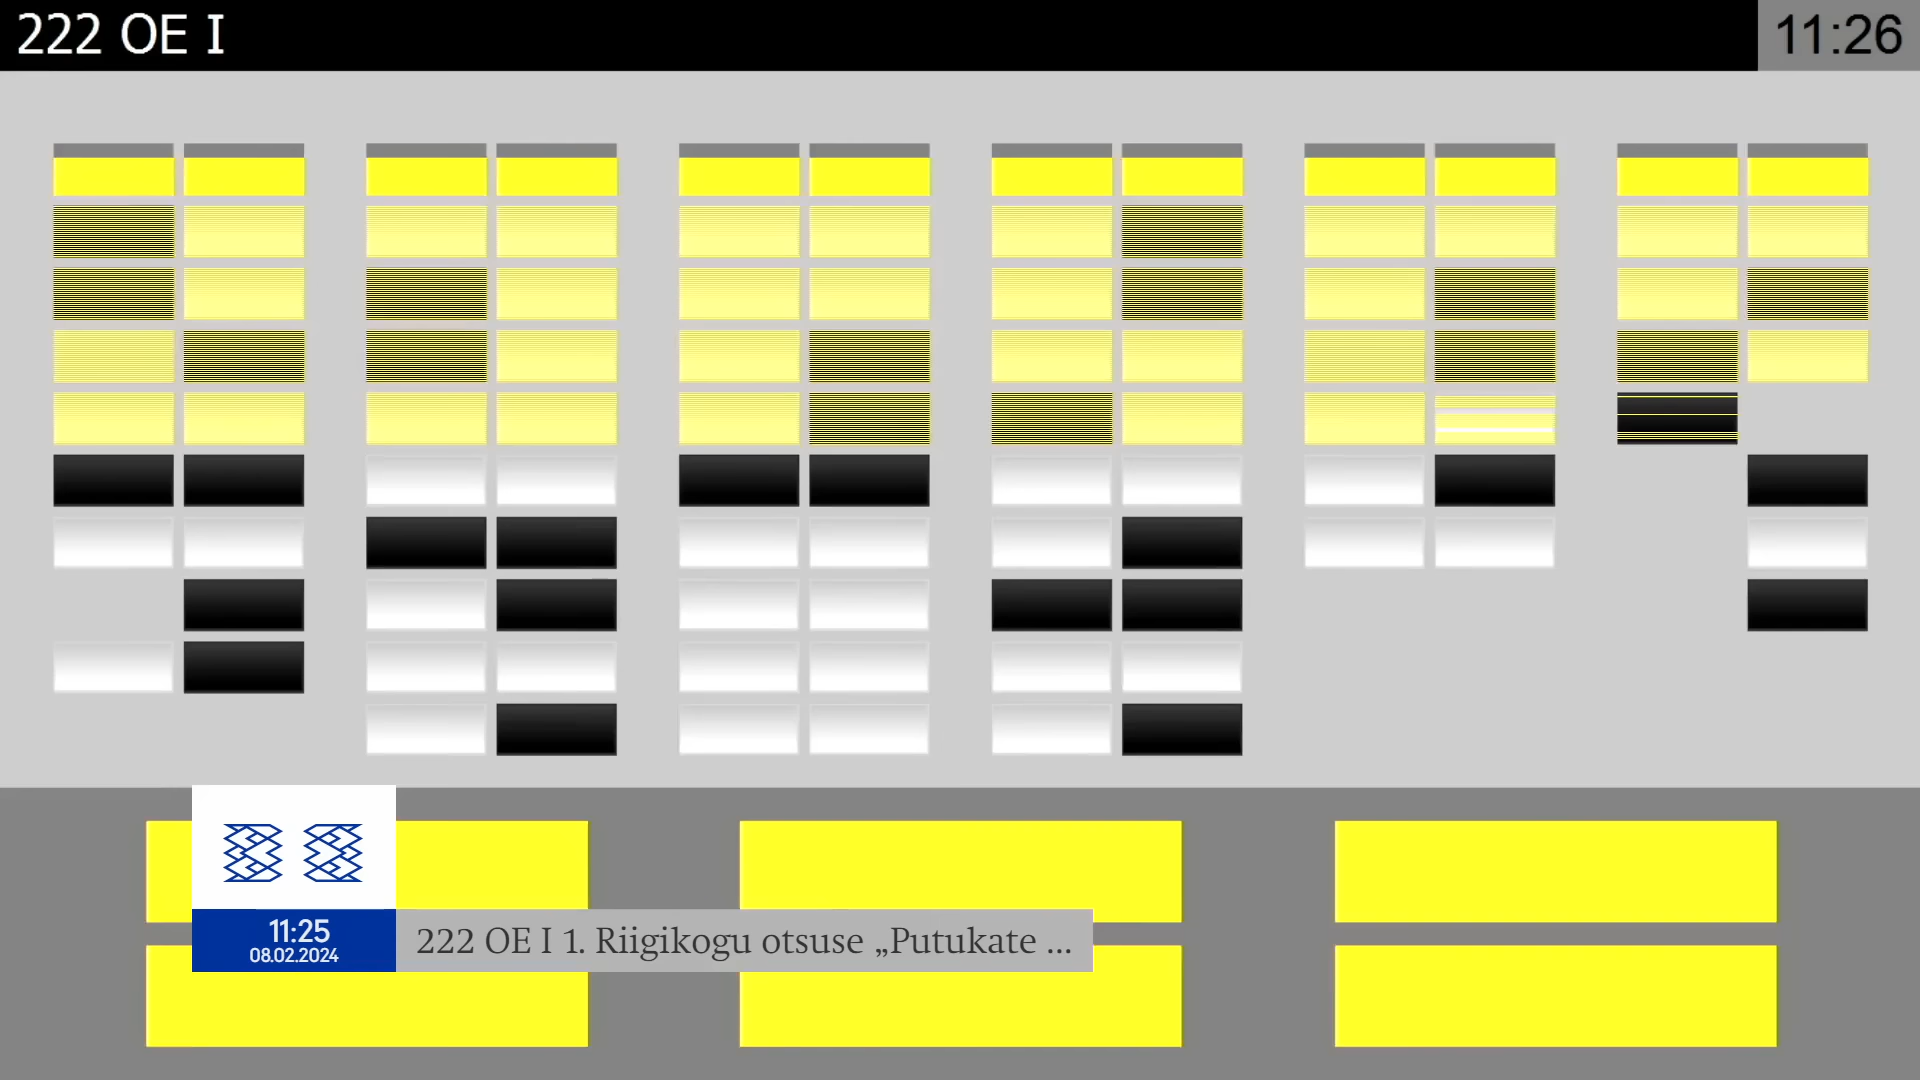 222 OE I
11:26
11:25
08.02.2024
222 OE I 1. Riigikogu otsuse „Putukate ...